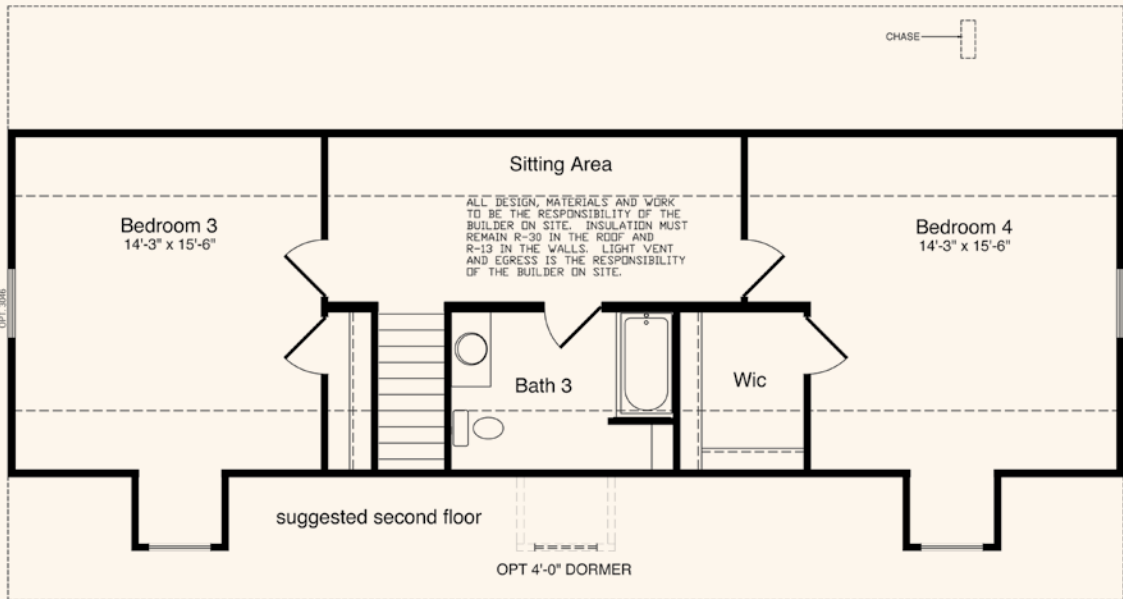 CHASE
Sitting Area
ALL DESIGN, MATERIALS AND WORK
TO BE THE RESPONSIBILITY OF THE
BUILDER ON SITE. INSULATION MUST
REMAIN R-30 IN THE ROOF AND
R-13 IN THE WALLS. LIGHT VENT
AND EGRESS IS THE RESPONSIBILITY
OF THE BUILDER ON SITE.
Bedroom 3
14'-3" x 15'-6"
Bedroom 4
14'-3" x 15'-6"
OPT. 3046
Bath 3
Wic
suggested second floor
OPT 4'-0" DORMER